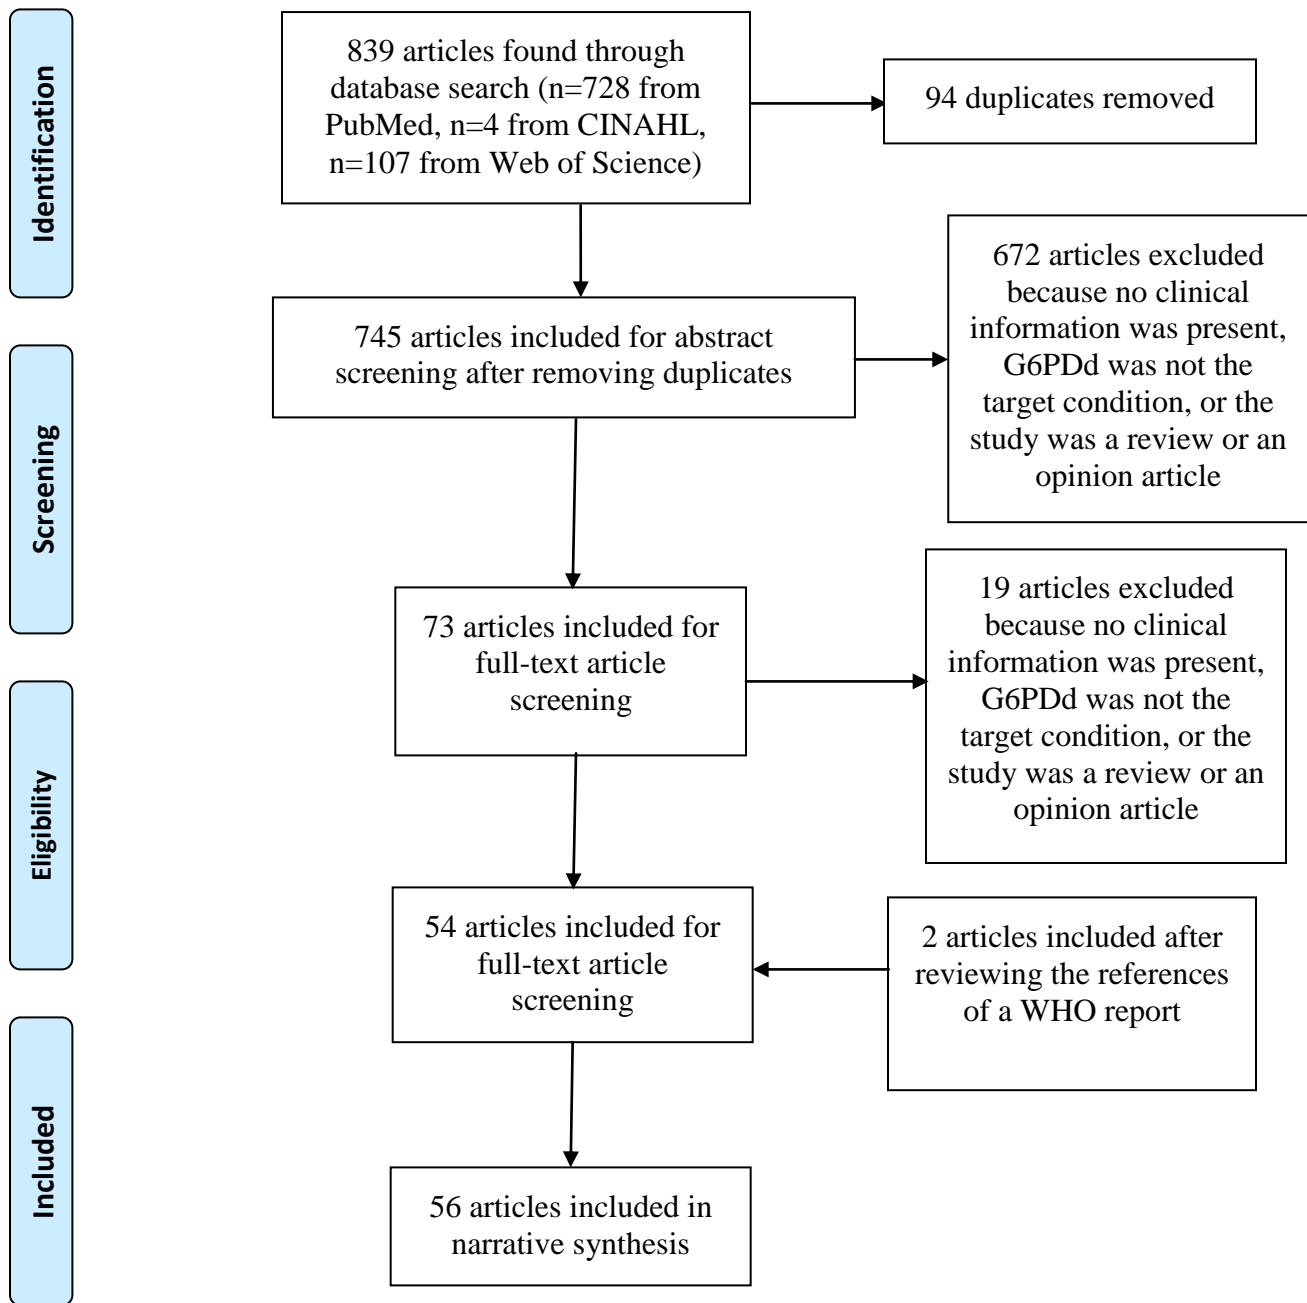 Identification
839 articles found through
database search (n=728 from
PubMed, n=4 from CINAHL,
n=107 from Web of Science)
94 duplicates removed
Screening
745 articles included for abstract
screening after removing duplicates
672 articles excluded
because no clinical
information was present,
G6PDd was not the
target condition, or the
study was a review or an
opinion article
73 articles included for
full-text article
screening
19 articles excluded
because no clinical
information was present,
G6PDd was not the
target condition, or the
study was a review or an
opinion article
Eligibility
54 articles included for
full-text article
screening
2 articles included after
reviewing the references
of a WHO report
Included
56 articles included in
narrative synthesis